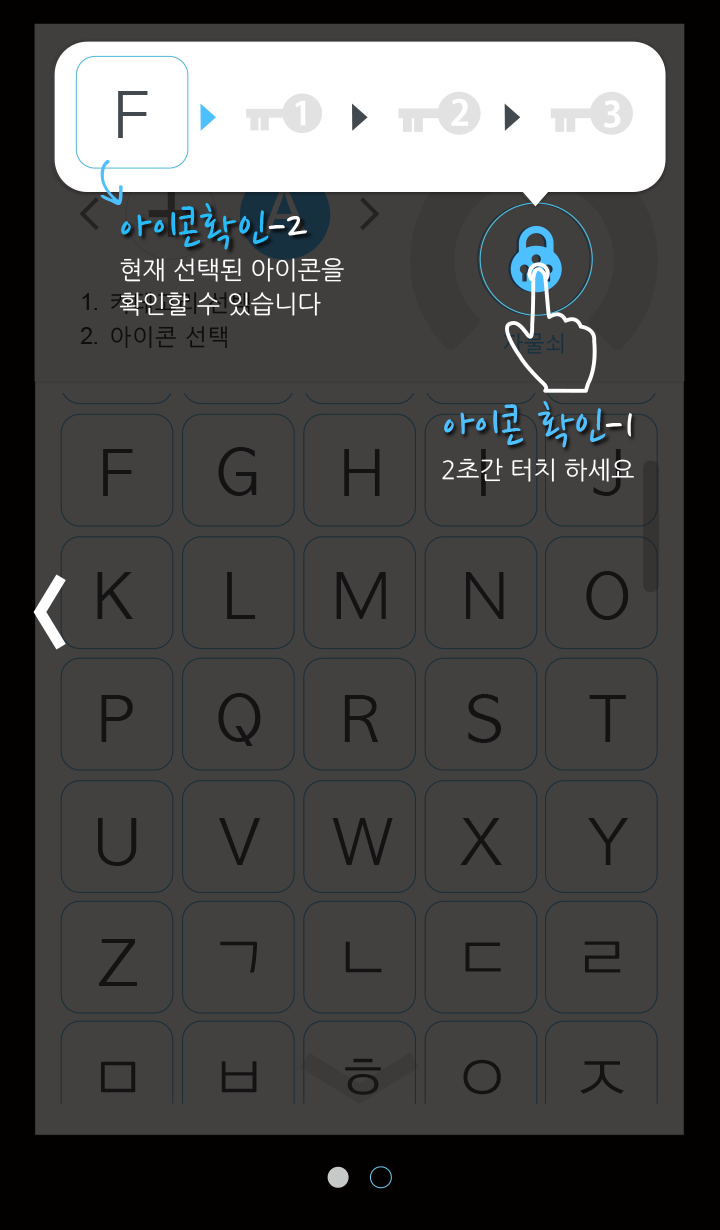 F
1
2
3
A
아이콘확인-2
현재 선택된 아이콘을
확인할 수 있습니다
1.
2. 아이콘 선택
자물쇠
아이콘 확인-1
2초간 터치 하세요
F G H I J
K L M N O
P Q R S T
U V W X Y
Z ㄱ ㄴ ㄷ ㄹ
ㅁ ㅂ ㅎ ㅇ ㅈ